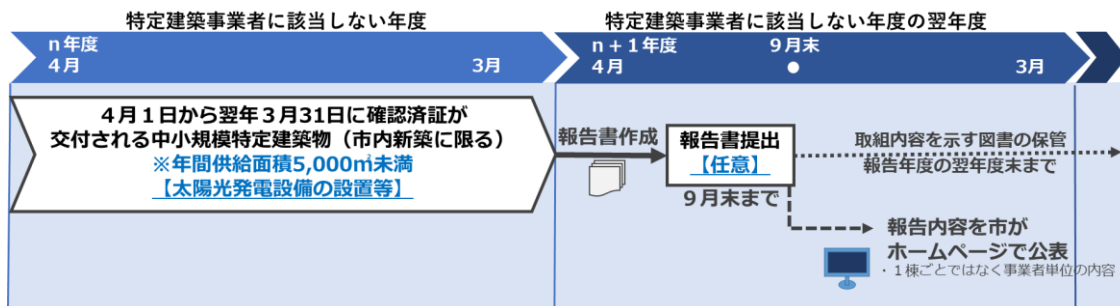 特定建築事業者に該当しない年度
特定建築事業者に該当しない年度の翌年度
n年度
4月
3月
n+1年度
4月
9月末
3月
4月1日から翌年3月31日に確認済証が
交付される中小規模特定建築物（市内新築に限る）
※年間供給面積5,000㎡未満
【太陽光発電設備の設置等】
報告書作成
報告書提出
【任意】
9月末まで
取組内容を示す図書の保管
報告年度の翌年度末まで
報告内容を市が
ホームページで公表
・1棟ごとではなく事業者単位の内容